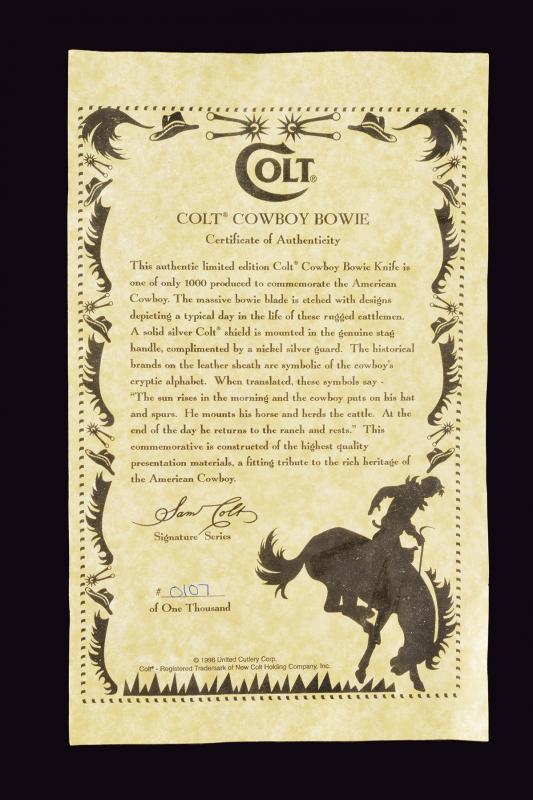 COLT®
COLT® COWBOY BOWIE
Certificate of Authenticity
This authentic limited edition Colt® Cowboy Bowie Knife is
one of only 1000 produced to commemorate the American
Cowboy. The massive bowie blade is etched with designs
depicting a typical day in the life of these rugged cattlemen.
A solid silver Colt® shield is mounted in the genuine stag
handle, complimented by a nickel silver guard. The historical
brands on the leather sheath are symbolic of the cowboy's
cryptic alphabet. When translated, these symbols say -
"The sun rises in the morning and the cowboy puts on his hat
and spurs. He mounts his horse and herds the cattle. At the
end of the day he returns to the ranch and rests." This
commemorative is constructed of the highest quality
presentation materials, a fitting tribute to the rich heritage of
the American Cowboy.
Sam Colt
Signature Series
# 0107
of One Thousand
© 1998 United Cutlery Corp.
Colt® - Registered Trademark of New Colt Holding Company, Inc.